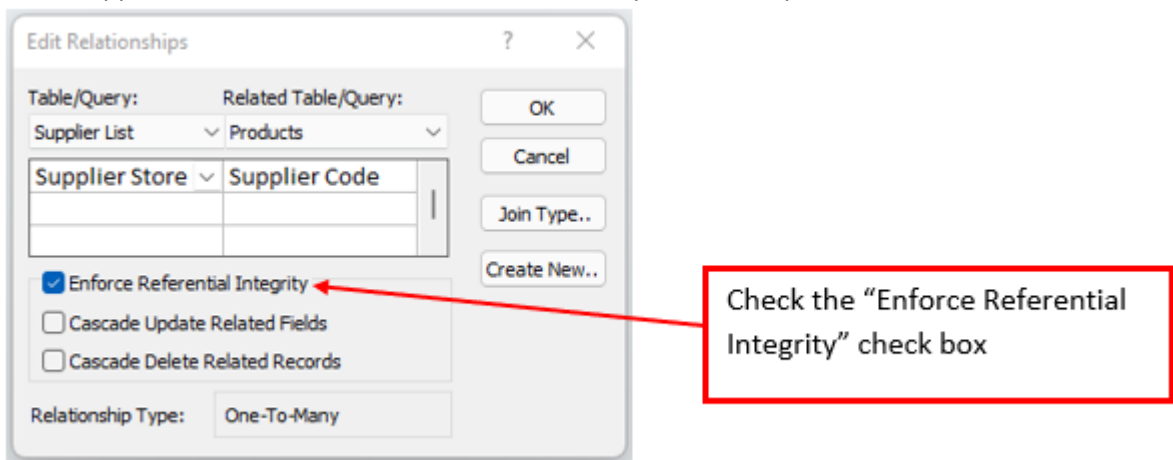 Edit Relationships ? ×
Table/Query: Related Table/Query:
Supplier List Products
Supplier Store Supplier Code
Enforce Referential Integrity
Cascade Update Related Fields
Cascade Delete Related Records
Relationship Type: One-To-Many
OK
Cancel
Join Type..
Create New..
Check the “Enforce Referential
Integrity” check box